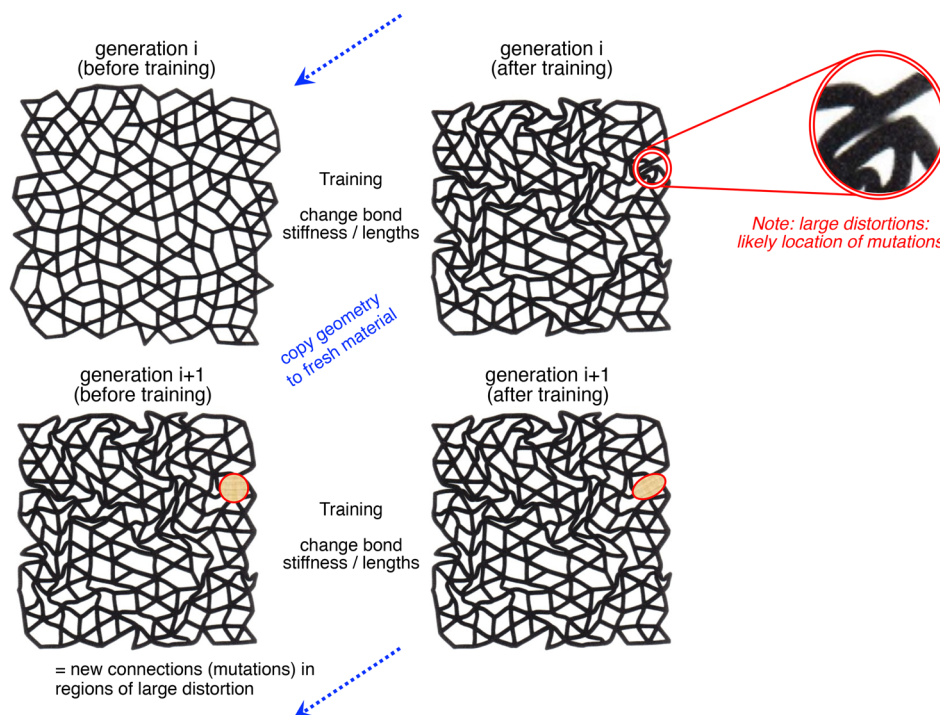 generation i
(before training)
generation i
(after training)
Training
change bond
stiffness / lengths
Note: large distortions:
likely location of mutations
copy geometry
to fresh material
generation i+1
(before training)
generation i+1
(after training)
Training
change bond
stiffness / lengths
= new connections (mutations) in
regions of large distortion